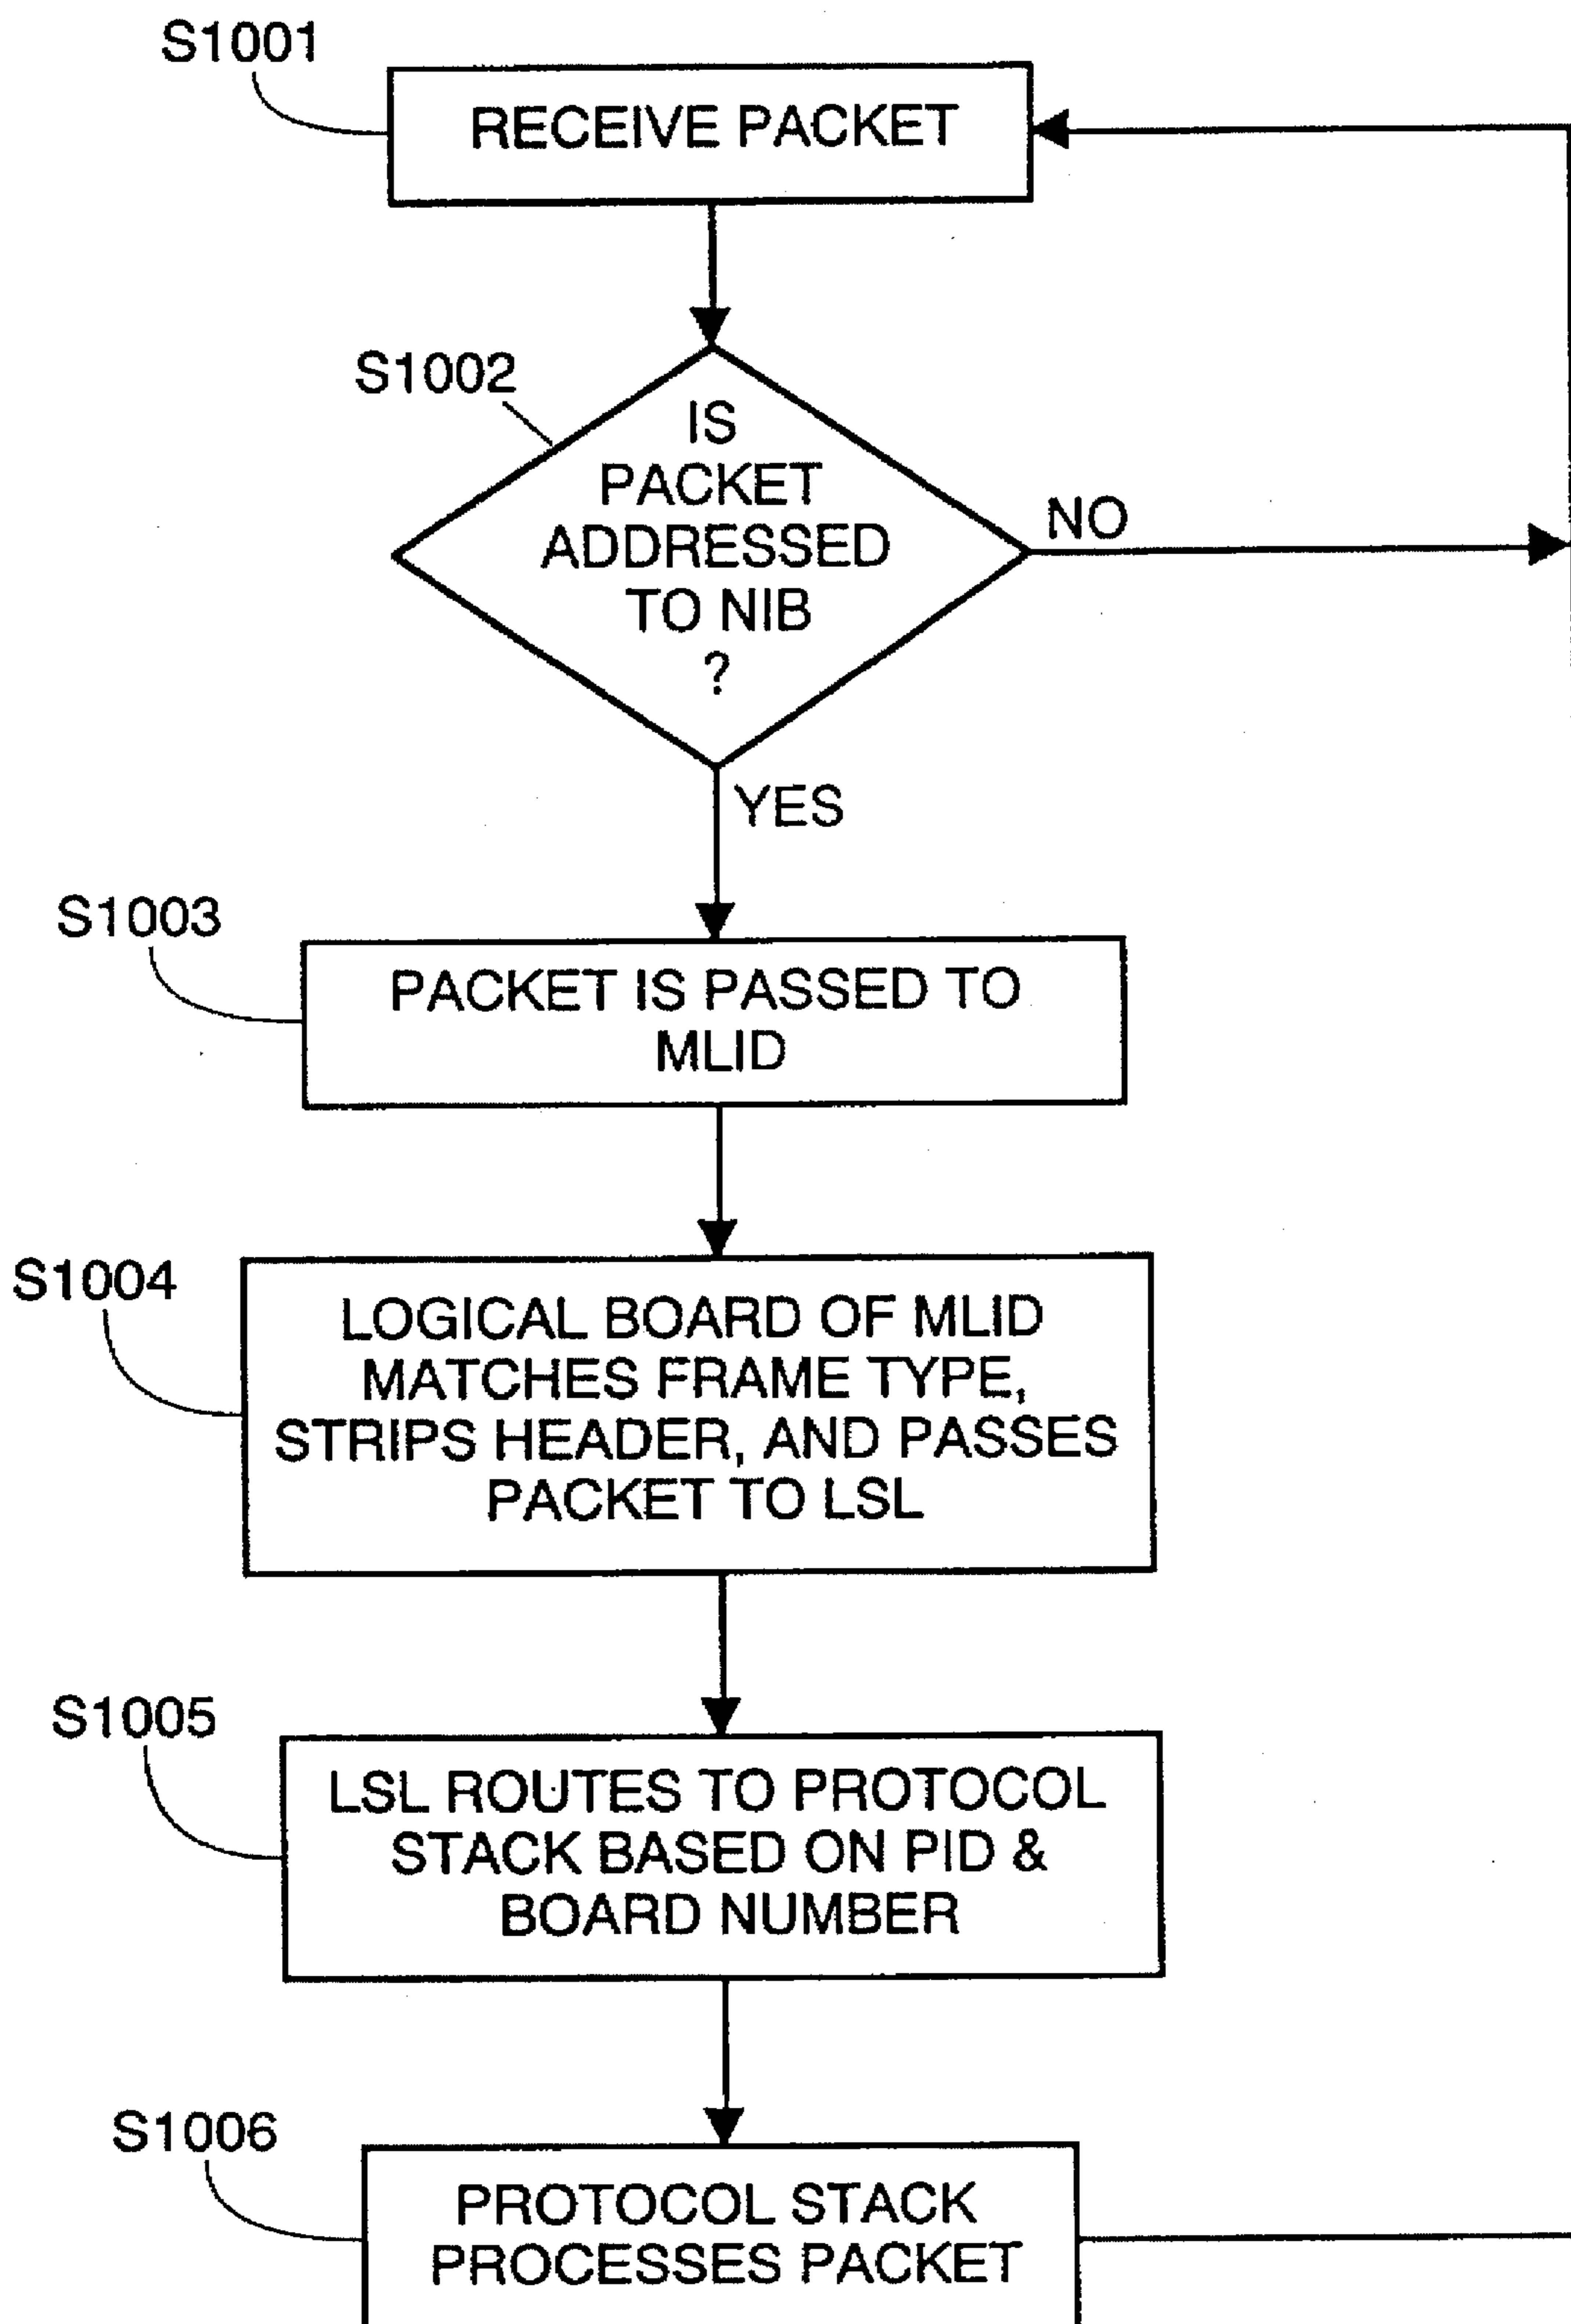 S1001
RECEIVE PACKET
S1002
IS
PACKET
ADDRESSED
TO NIB
?
NO
YES
S1003
PACKET IS PASSED TO
MLID
S1004
LOGICAL BOARD OF MLID
MATCHES FRAME TYPE,
STRIPS HEADER, AND PASSES
PACKET TO LSL
S1005
LSL ROUTES TO PROTOCOL
STACK BASED ON PID &
BOARD NUMBER
S1006
PROTOCOL STACK
PROCESSES PACKET